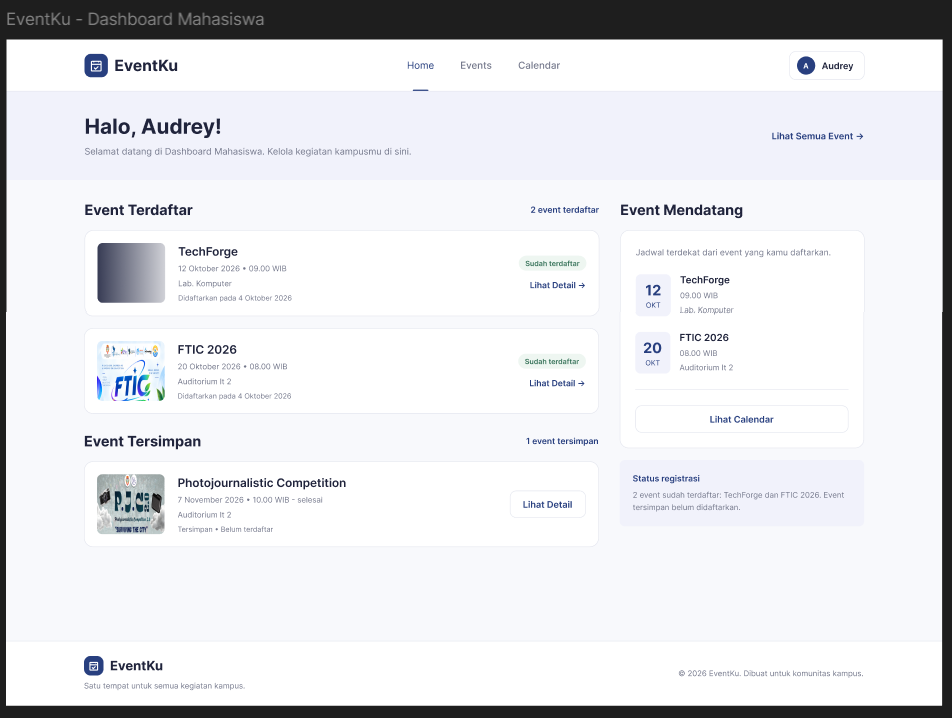 EventKu - Dashboard Mahasiswa
EventKu
Home
Events
Calendar
A
Audrey
Halo, Audrey!
Selamat datang di Dashboard Mahasiswa. Kelola kegiatan kampusmu di sini.
Lihat Semua Event →
Event Terdaftar
2 event terdaftar
TechForge
12 Oktober 2026 • 09.00 WIB
Lab. Komputer
Didaftarkan pada 4 Oktober 2026
Sudah terdaftar
Lihat Detail →
FTIC
FTIC 2026
20 Oktober 2026 • 08.00 WIB
Auditorium lt 2
Didaftarkan pada 4 Oktober 2026
Sudah terdaftar
Lihat Detail →
Event Tersimpan
1 event tersimpan
P.J.C
Photojournalistic Competition
7 November 2026 • 10.00 WIB - selesai
Auditorium lt 2
Tersimpan • Belum terdaftar
Lihat Detail
Event Mendatang
Jadwal terdekat dari event yang kamu daftarkan.
12
OKT
TechForge
09.00 WIB
Lab. Komputer
20
OKT
FTIC 2026
08.00 WIB
Auditorium lt 2
Lihat Calendar
Status registrasi
2 event sudah terdaftar: TechForge dan FTIC 2026. Event
tersimpan belum didaftarkan.
EventKu
Satu tempat untuk semua kegiatan kampus.
© 2026 EventKu. Dibuat untuk komunitas kampus.